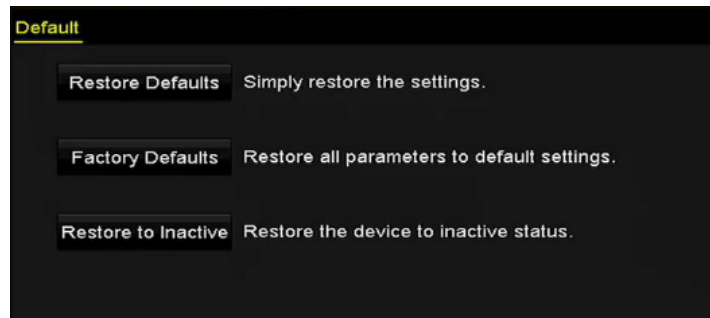 Default
Restore Defaults Simply restore the settings.
Factory Defaults Restore all parameters to default settings.
Restore to Inactive Restore the device to inactive status.